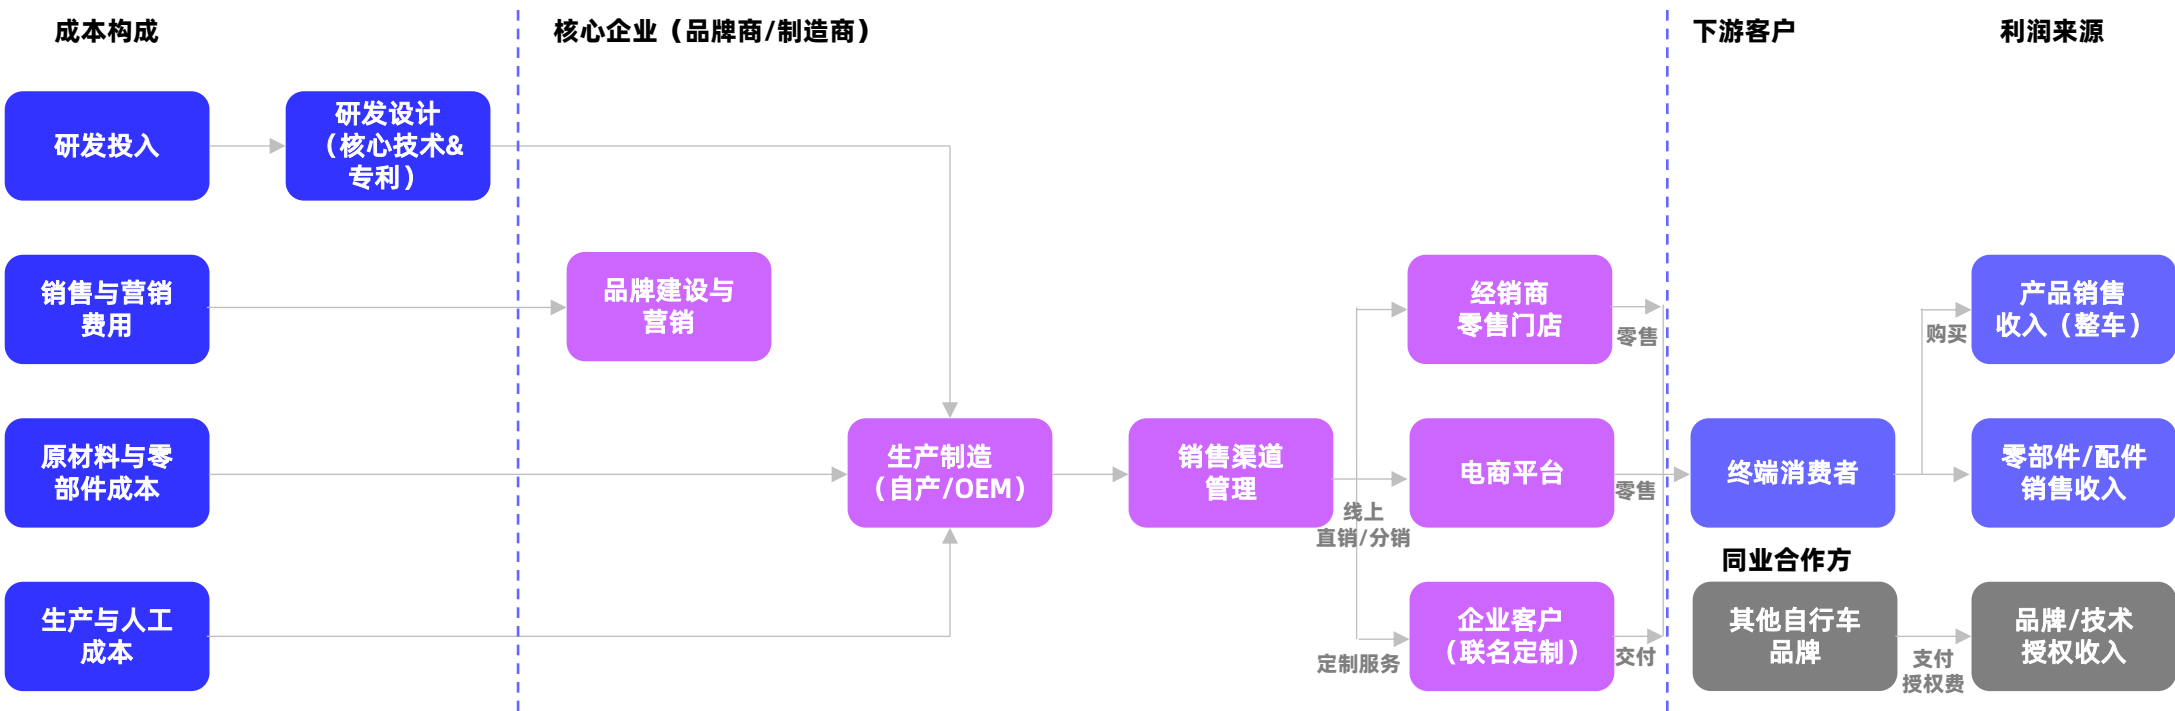 成本构成
核心企业（品牌商/制造商）
下游客户
利润来源
研发投入
研发设计
（核心技术&
专利）
销售与营销
费用
品牌建设与
营销
经销商
零售门店
零售
购买
产品销售
收入（整车）
原材料与零
部件成本
生产制造
（自产/OEM）
销售渠道
管理
线上
直销/分销
电商平台
零售
终端消费者
零部件/配件
销售收入
同业合作方
生产与人工
成本
定制服务
企业客户
（联名定制）
交付
其他自行车
品牌
支付
授权费
品牌/技术
授权收入